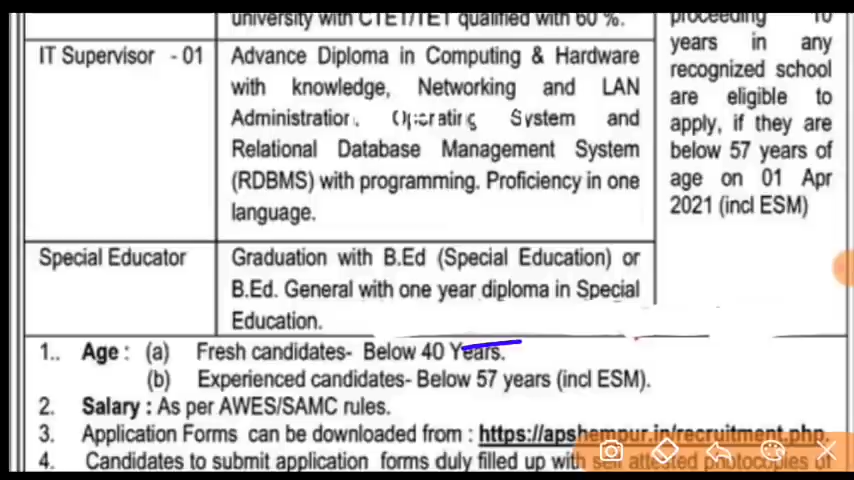 university with CTET/TET qualified with 60 %.
IT Supervisor - 01
Advance Diploma in Computing & Hardware
with knowledge, Networking and LAN
Administration, Operating System and
Relational Database Management System
(RDBMS) with programming. Proficiency in one
language.
Special Educator
Graduation with B.Ed (Special Education) or
B.Ed. General with one year diploma in Special
Education.
proceeding 10
years in any
recognized school
are eligible to
apply, if they are
below 57 years of
age on 01 Apr
2021 (incl ESM)
1.. Age : (a) Fresh candidates- Below 40 Years.
(b) Experienced candidates- Below 57 years (incl ESM).
2. Salary : As per AWES/SAMC rules.
3. Application Forms can be downloaded from : https://apshempur.in/recruitment.php
4. Candidates to submit application forms duly filled up with self attested photocopies of